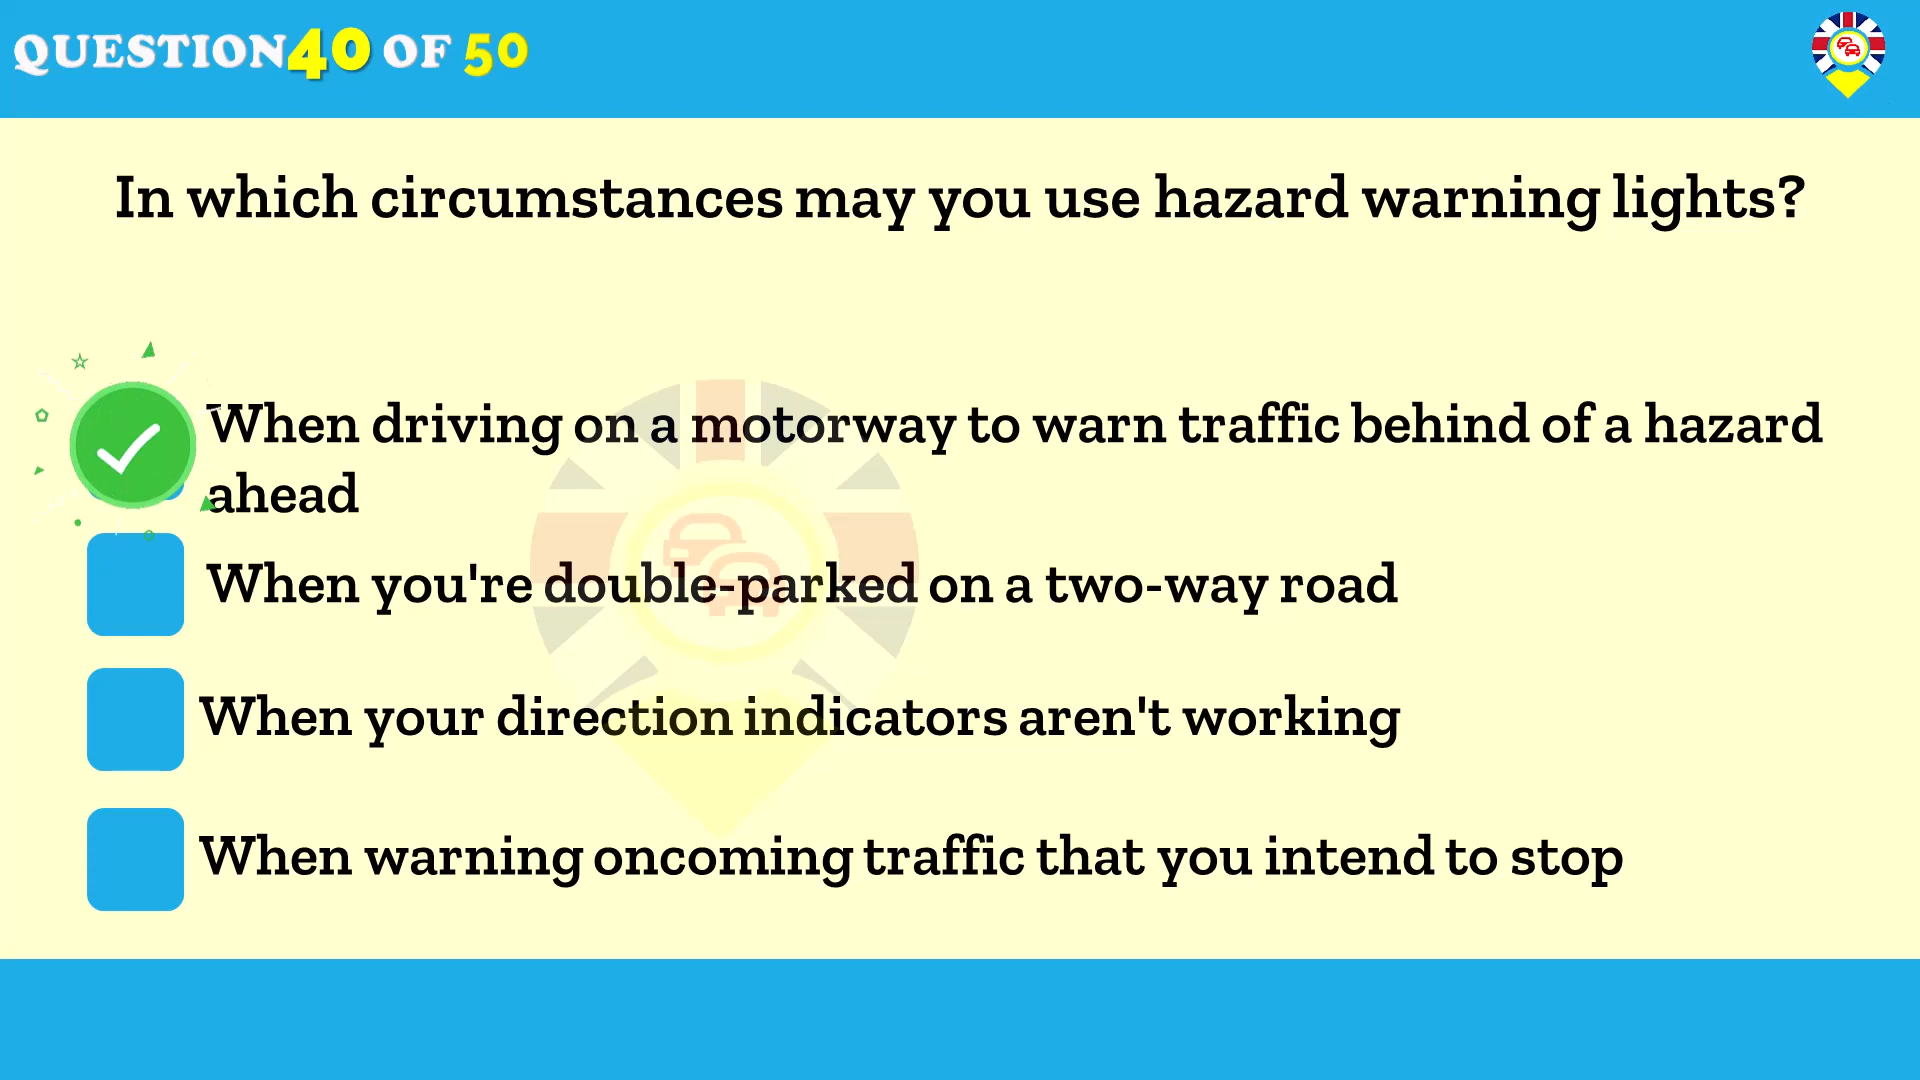 QUESTION40 OF 50
In which circumstances may you use hazard warning lights?
When driving on a motorway to warn traffic behind of a hazard
ahead
When you're double-parked on a two-way road
When your direction indicators aren't working
When warning oncoming traffic that you intend to stop